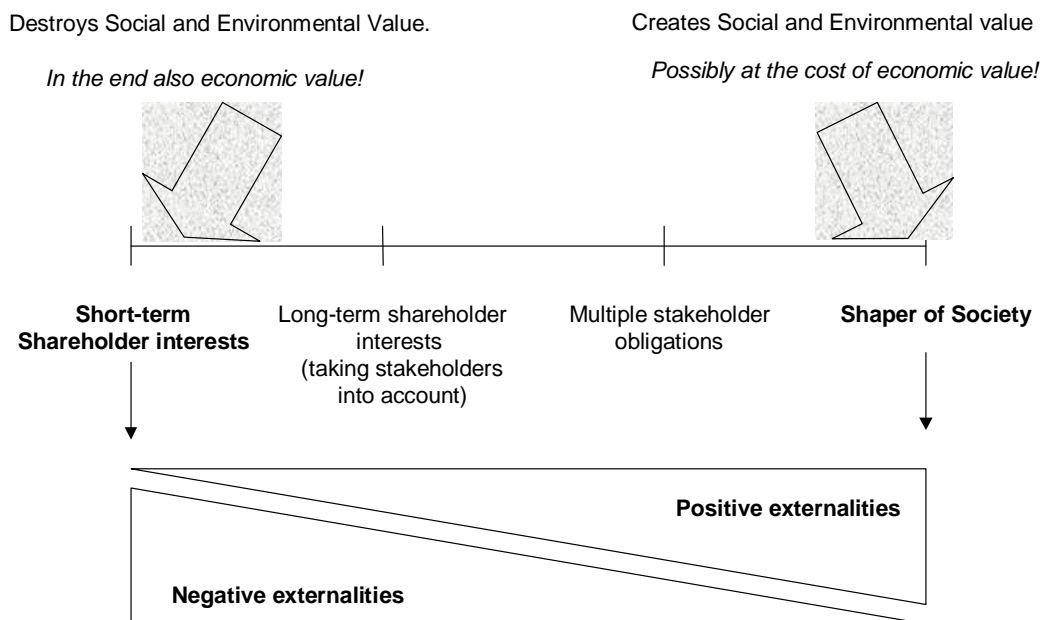 Destroys Social and Environmental Value.
In the end also economic value!
Creates Social and Environmental value
Possibly at the cost of economic value!
Short-term
Shareholder interests
Long-term shareholder
interests
(taking stakeholders
into account)
Multiple stakeholder
obligations
Shaper of Society
Positive externalities
Negative externalities